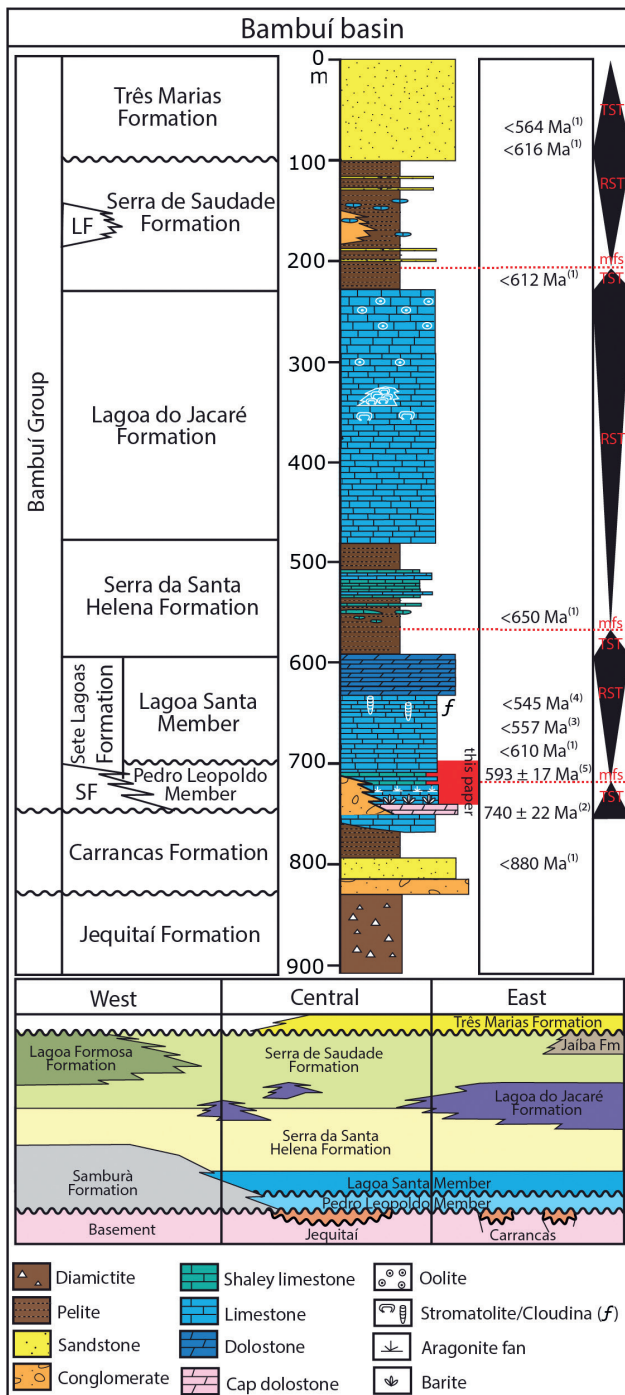 Bambuí basin
0
m
100
200
300
400
500
600
700
800
900
Bambuí Group
Três Marias
Formation
Serra de Saudade
Formation
LF
Lagoa do Jacaré
Formation
Serra da Santa
Helena Formation
Sete Lagoas
Formation
Lagoa Santa
Member
Pedro Leopoldo
Member
SF
Carrancas Formation
Jequitaí Formation
f
this paper
<564 Ma(1)
<616 Ma(1)
<612 Ma(1)
<650 Ma(1)
<545 Ma(4)
<557 Ma(3)
<610 Ma(1)
593 ± 17 Ma(5)
740 ± 22 Ma(2)
<880 Ma(1)
TST
RST
mfs
TST
RST
mfs
TST
RST
mfs
TST
West
Central
East
Três Marias Formation
Lagoa Formosa
Formation
Serra de Saudade
Formation
Jaíba Fm
Lagoa do Jacaré
Formation
Serra da Santa
Helena Formation
Samburà
Formation
Lagoa Santa Member
Pedro Leopoldo Member
Basement
Jequitaí
Carrancas
Diamictite
Shaley limestone
Oolite
Pelite
Limestone
Stromatolite/Cloudina (f)
Sandstone
Dolostone
Aragonite fan
Conglomerate
Cap dolostone
Barite